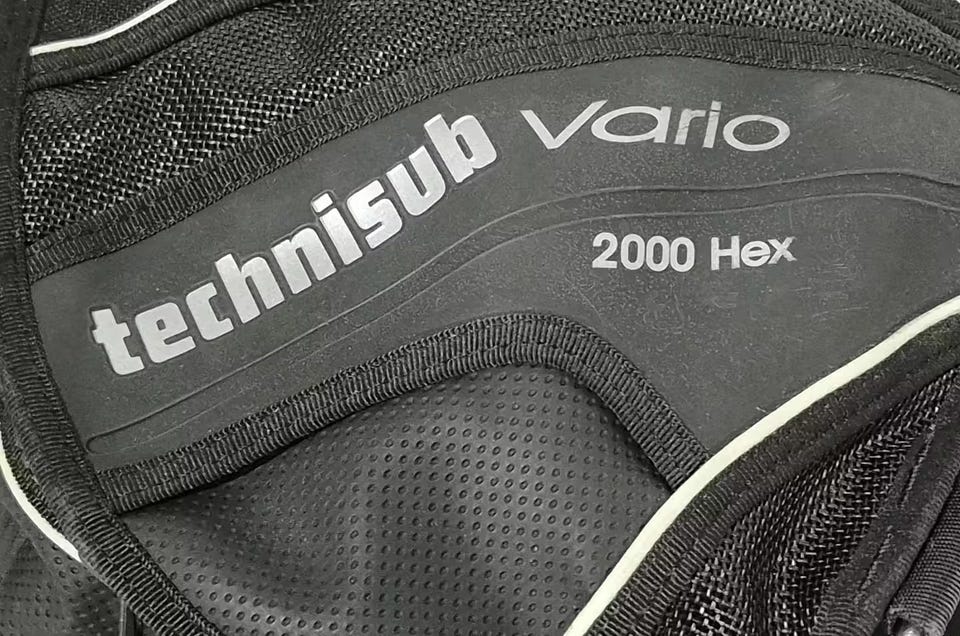 technisub Vario
2000 Hex